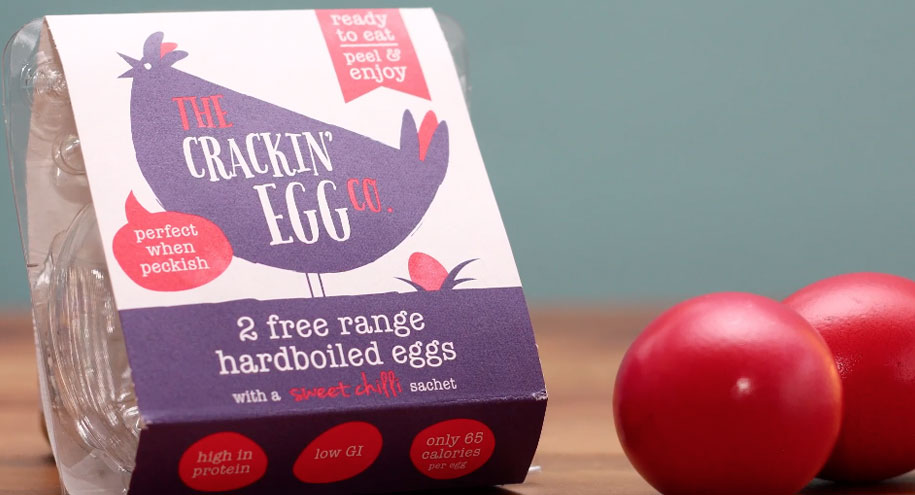 ready
to eat
peel &
enjoy
THE
CRACKIN'
EGG CO.
perfect
when
peckish
2 free range
hardboiled eggs
with a sweet chilli sachet
high in
protein
low GI
only 65
calories
per egg